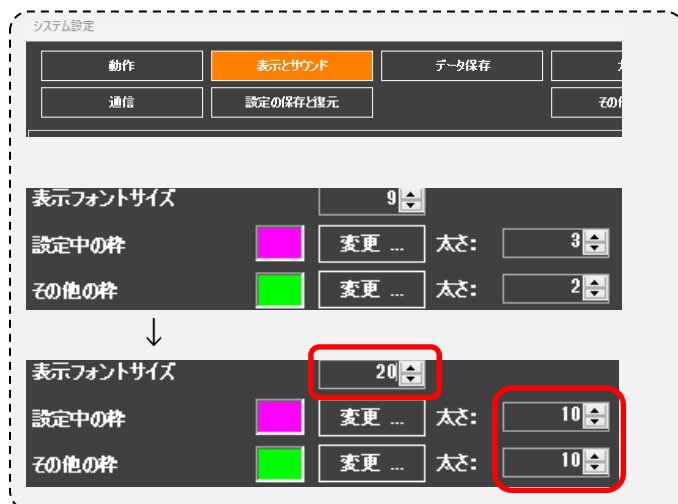 システム設定
動作 表示とサウンド データ保存
通信 設定の保存と復元
表示フォントサイズ 9
設定中の枠 変更 ... 太さ: 3
その他の枠 変更 ... 太さ: 2
↓
表示フォントサイズ 20
設定中の枠 変更 ... 太さ: 10
その他の枠 変更 ... 太さ: 10